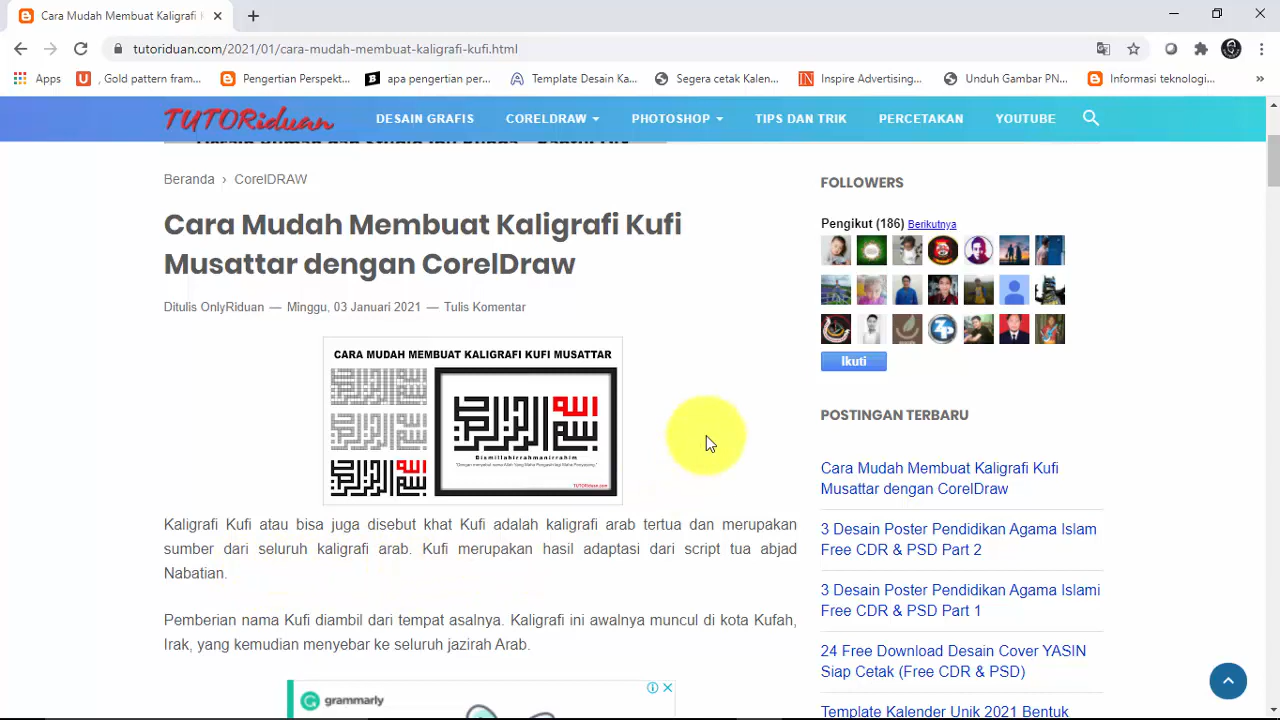 Cara Mudah Membuat Kaligrafi
tutoriduan.com/2021/01/cara-mudah-membuat-kaligrafi-kufi.html
Apps
, Gold pattern fram...
Pengertian Perspekt...
apa pengertian per...
Template Desain Ka...
Segera Cetak Kalen...
Inspire Advertising...
Unduh Gambar PN...
Informasi teknologi...
TUTORiduan
DESAIN GRAFIS
CORELDRAW
PHOTOSHOP
TIPS DAN TRIK
PERCETAKAN
YOUTUBE
Beranda › CorelDRAW
Cara Mudah Membuat Kaligrafi Kufi
Musattar dengan CorelDraw
Ditulis OnlyRiduan — Minggu, 03 Januari 2021 — Tulis Komentar
CARA MUDAH MEMBUAT KALIGRAFI KUFI MUSATTAR
Bismillahirrahmanirrahim
TUTORiduan.com
Kaligrafi Kufi atau bisa juga disebut khat Kufi adalah kaligrafi arab tertua dan merupakan
sumber dari seluruh kaligrafi arab. Kufi merupakan hasil adaptasi dari script tua abjad
Nabatian.
Pemberian nama Kufi diambil dari tempat asalnya. Kaligrafi ini awalnya muncul di kota Kufah,
Irak, yang kemudian menyebar ke seluruh jazirah Arab.
grammarly
FOLLOWERS
Pengikut (186) Berikutnya
Ikuti
POSTINGAN TERBARU
Cara Mudah Membuat Kaligrafi Kufi
Musattar dengan CorelDraw
3 Desain Poster Pendidikan Agama Islam
Free CDR & PSD Part 2
3 Desain Poster Pendidikan Agama Islami
Free CDR & PSD Part 1
24 Free Download Desain Cover YASIN
Siap Cetak (Free CDR & PSD)
Template Kalender Unik 2021 Bentuk